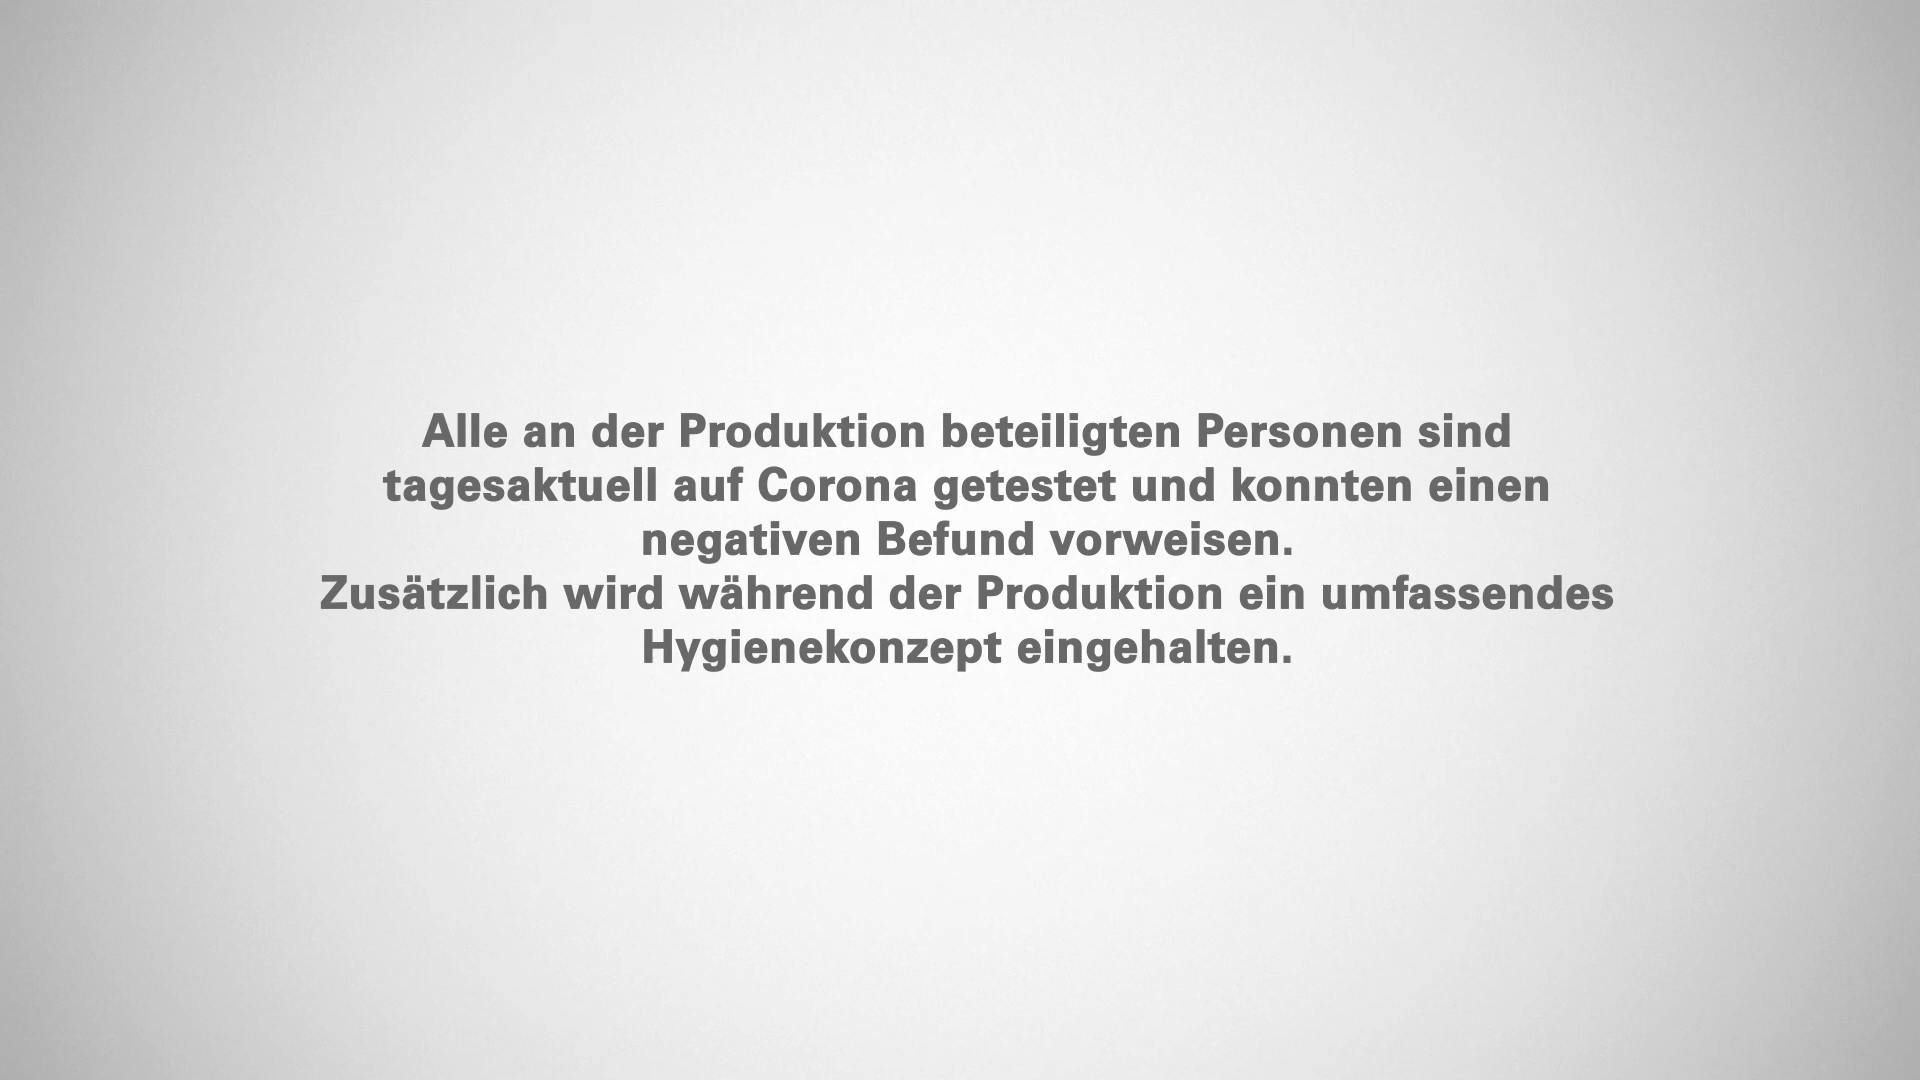 Alle an der Produktion beteiligten Personen sind
tagesaktuell auf Corona getestet und konnten einen
negativen Befund vorweisen.
Zusätzlich wird während der Produktion ein umfassendes
Hygienekonzept eingehalten.